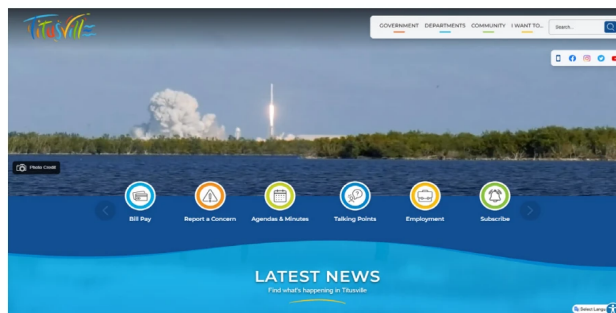 Titusville
GOVERNMENT DEPARTMENTS COMMUNITY I WANT TO...
Search...
Photo Credit
Bill Pay Report a Concern Agendas & Minutes Talking Points Employment Subscribe
LATEST NEWS
Find what's happening in Titusville
Select Langu